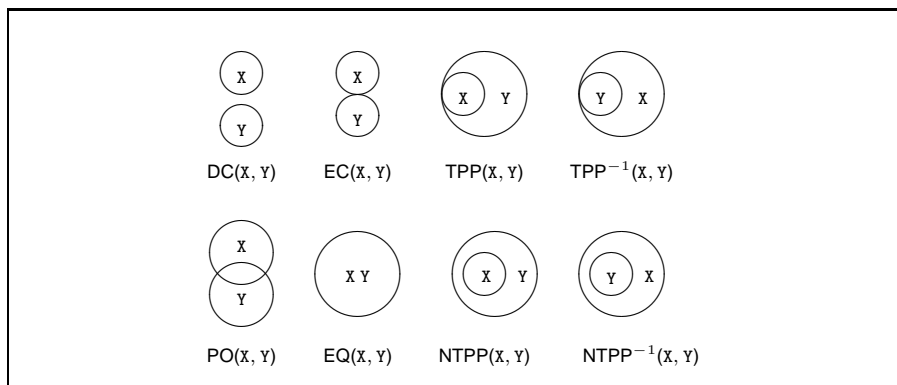 X X X Y Y X
Y Y
DC(X, Y) EC(X, Y) TPP(X, Y) TPP⁻¹(X, Y)
X X Y X Y Y X
Y
PO(X, Y) EQ(X, Y) NTPP(X, Y) NTPP⁻¹(X, Y)